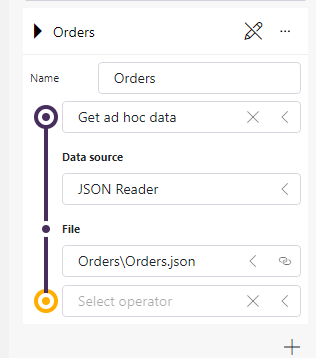 Orders
Name
Orders
Get ad hoc data
Data source
JSON Reader
File
Orders\Orders.json
Select operator